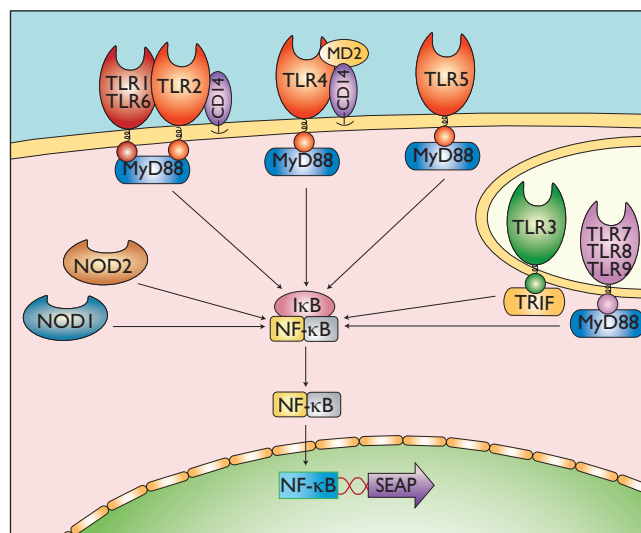 TLR1
TLR6
TLR2
CD14
MyD88
MD2
TLR4
CD14
MyD88
TLR5
MyD88
TLR3
TRIF
TLR7
TLR8
TLR9
MyD88
NOD2
NOD1
IκB
NF-κB
NF-κB
NF-κB
SEAP